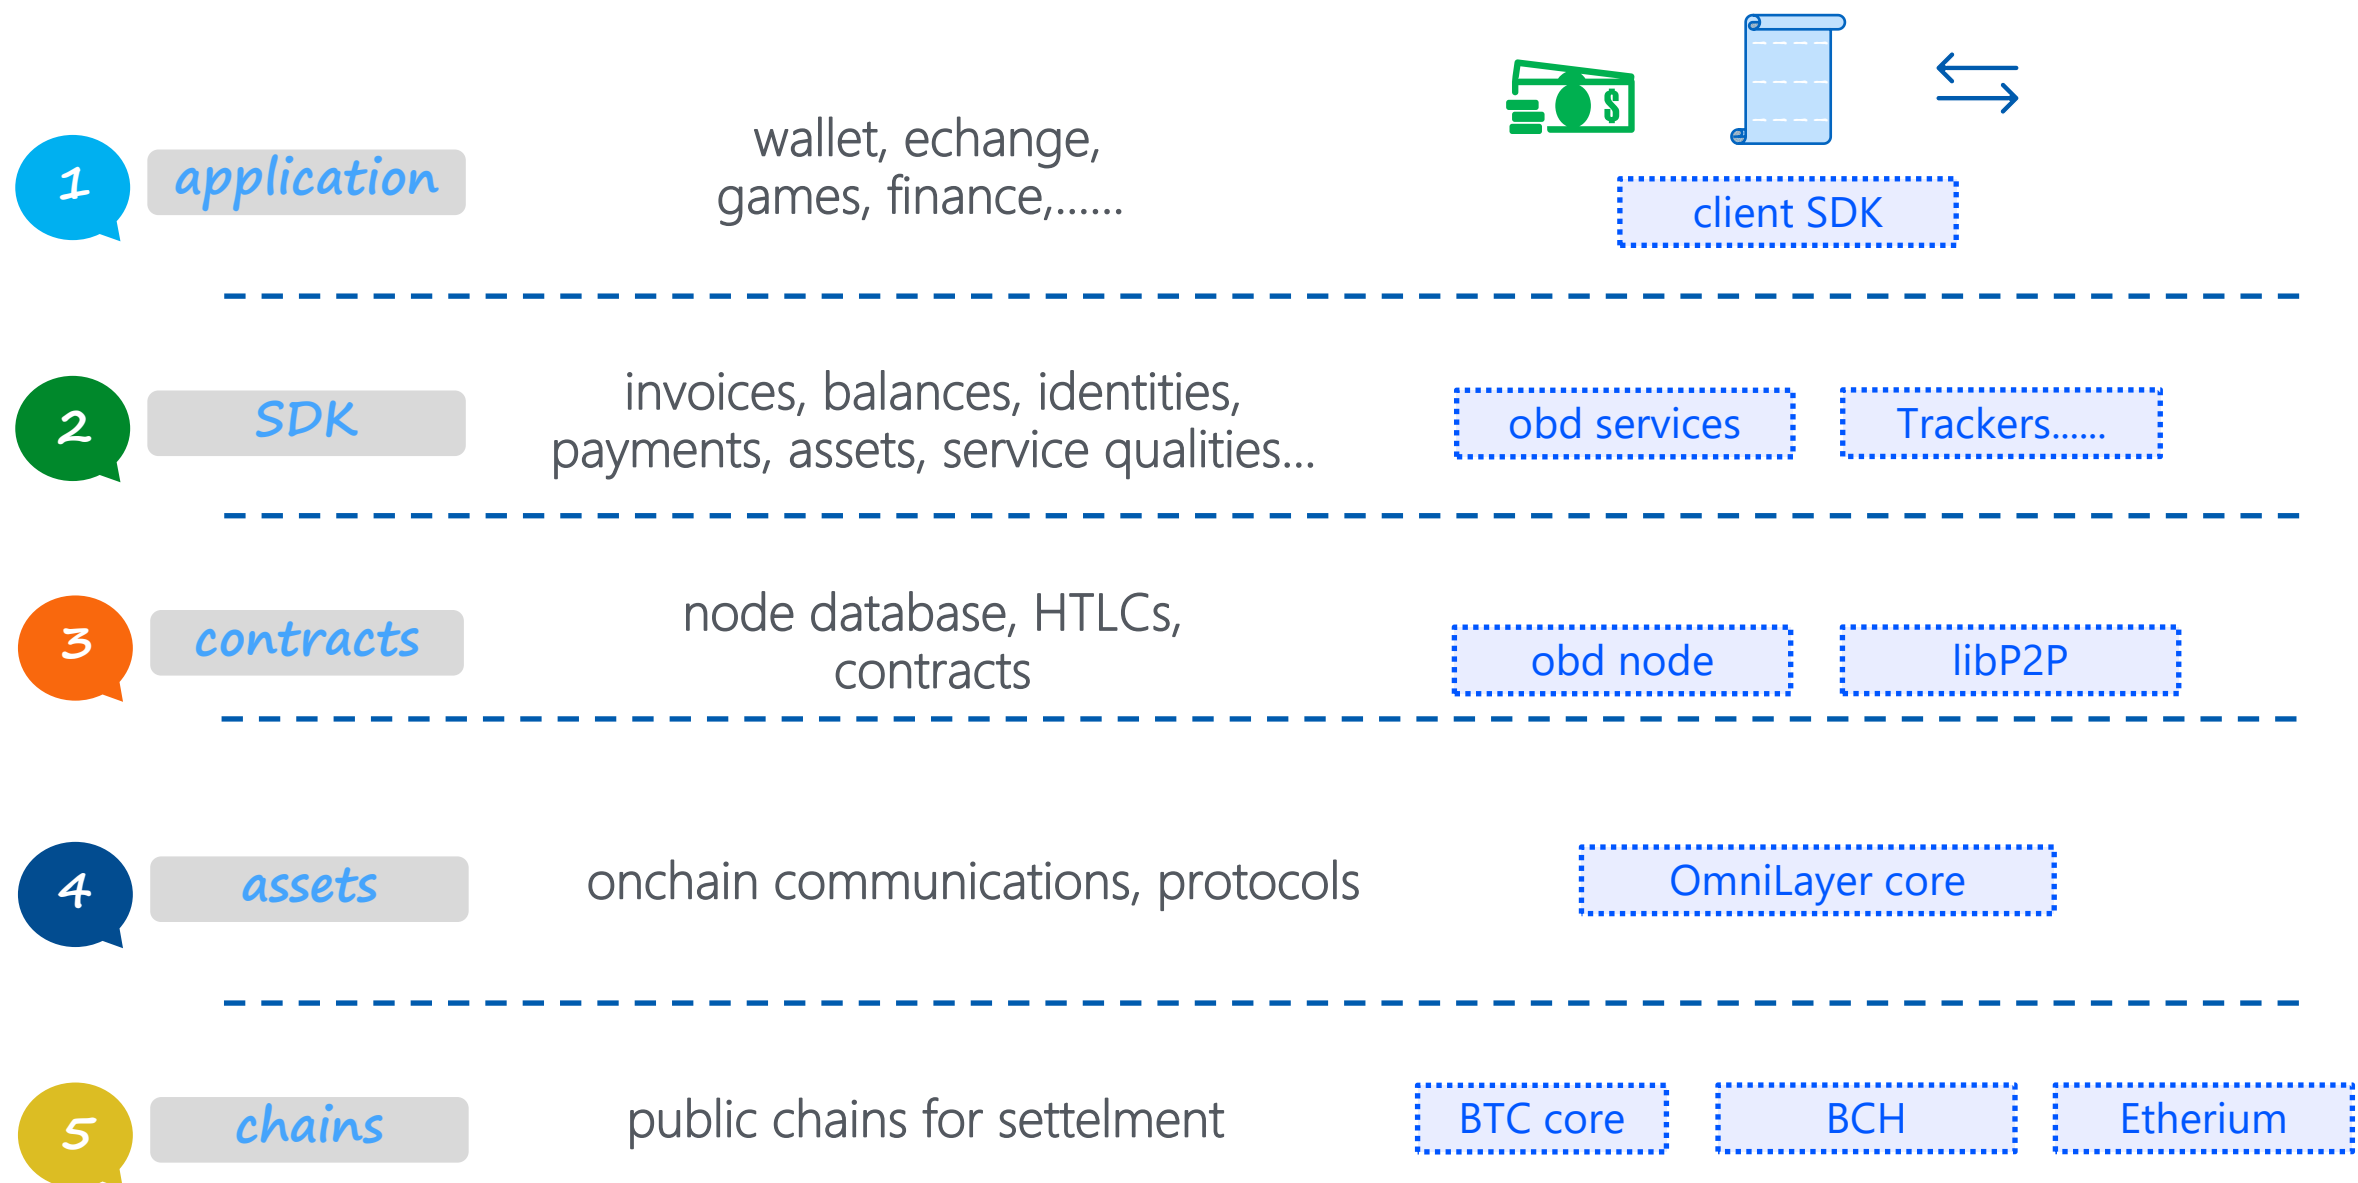 1
application
wallet, echange,
games, finance,......
$
client SDK
2
SDK
invoices, balances, identities,
payments, assets, service qualities...
obd services
Trackers......
3
contracts
node database, HTLCs,
contracts
obd node
libP2P
4
assets
onchain communications, protocols
OmniLayer core
5
chains
public chains for settelment
BTC core
BCH
Etherium